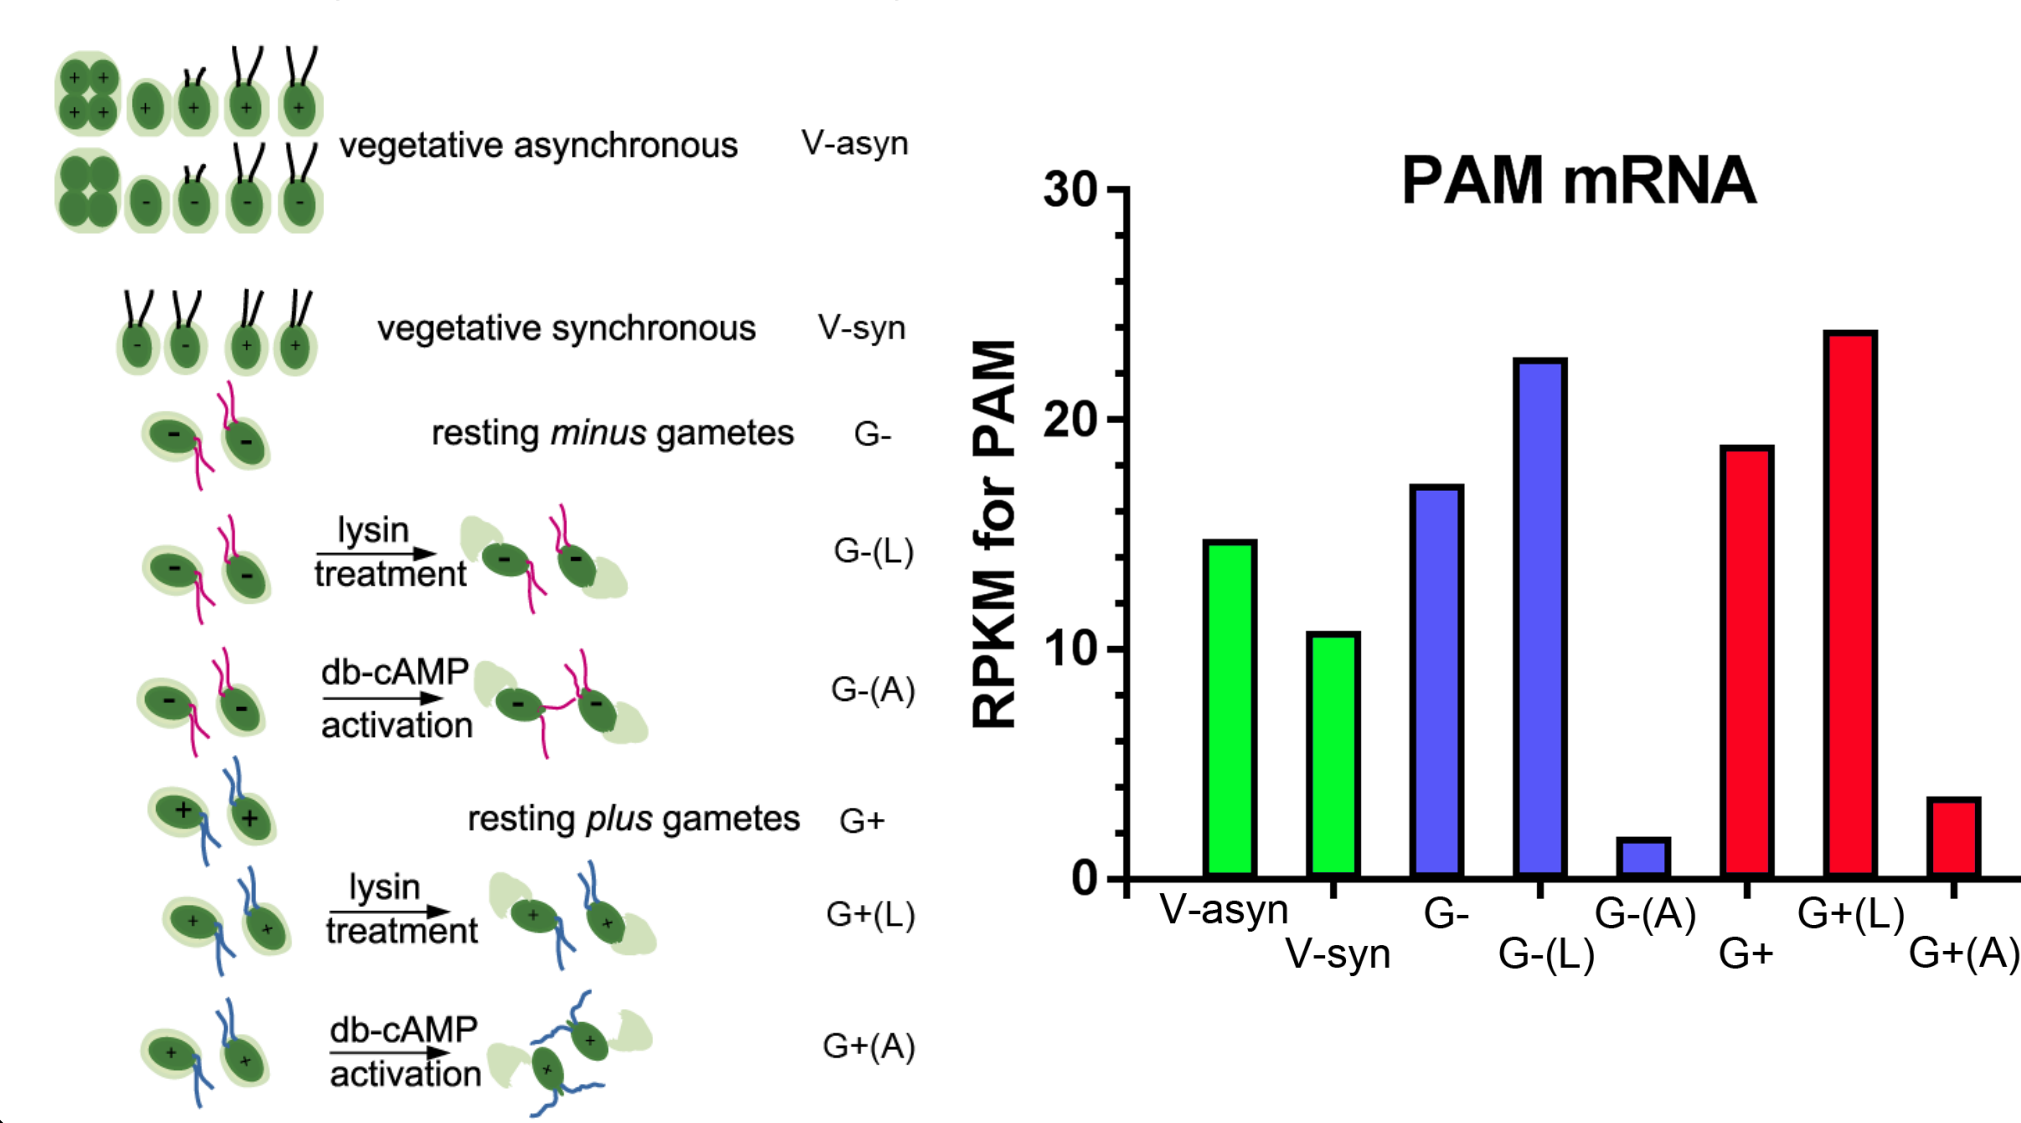 vegetative asynchronous V-asyn
vegetative synchronous V-syn
resting minus gametes G-
lysin
treatment
G-(L)
db-cAMP
activation
G-(A)
resting plus gametes G+
lysin
treatment
G+(L)
db-cAMP
activation
G+(A)
PAM mRNA
RPKM for PAM
30
20
10
0
V-asyn
V-syn
G-
G-(L)
G-(A)
G+
G+(L)
G+(A)